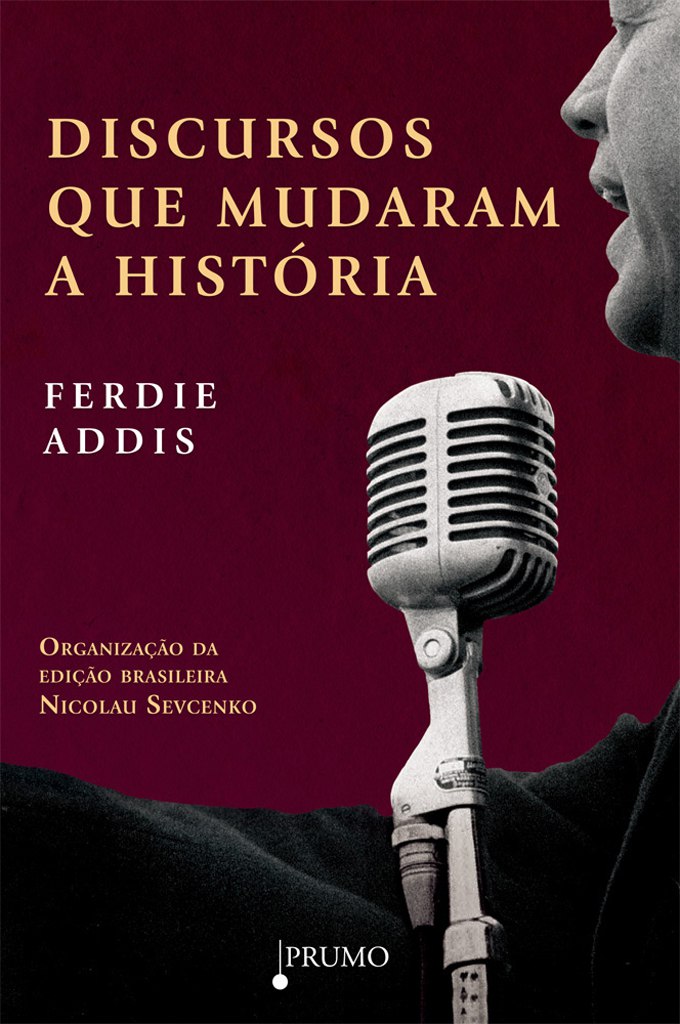 DISCURSOS
QUE MUDARAM
A HISTÓRIA
FERDIE
ADDIS
ORGANIZAÇÃO DA
EDIÇÃO BRASILEIRA
NICOLAU SEVCENKO
PRUMO